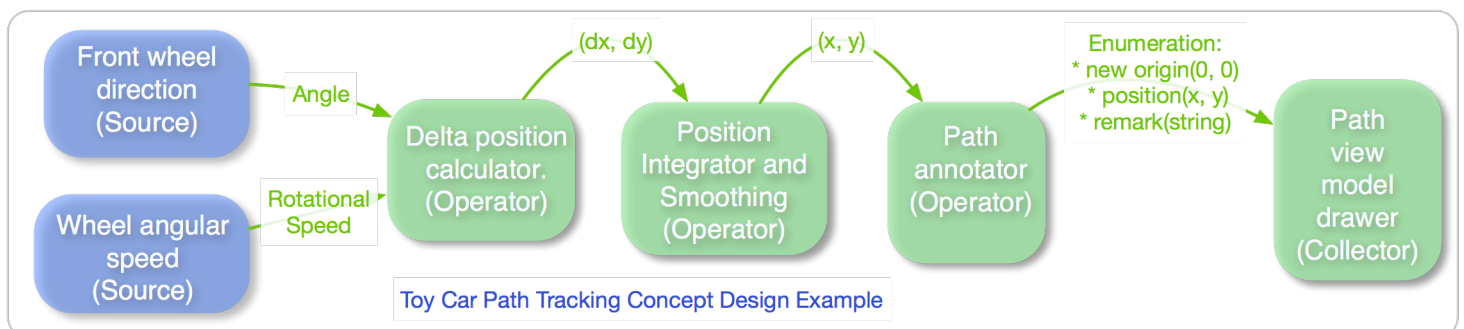 Front wheel
direction
(Source)
Angle
Wheel angular
speed
(Source)
Rotational
Speed
Delta position
calculator.
(Operator)
(dx, dy)
Position
Integrator and
Smoothing
(Operator)
(x, y)
Path
annotator
(Operator)
Enumeration:
* new origin(0, 0)
* position(x, y)
* remark(string)
Path
view
model
drawer
(Collector)
Toy Car Path Tracking Concept Design Example